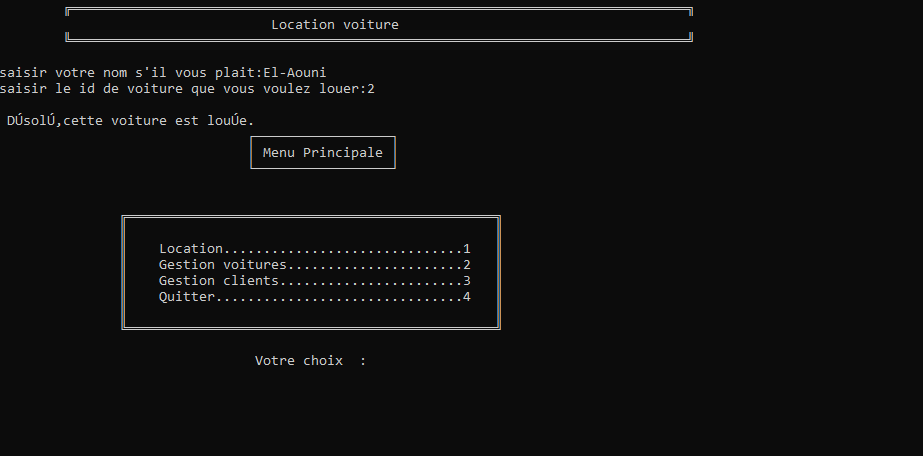 Location voiture
saisir votre nom s'il vous plait:El-Aouni
saisir le id de voiture que vous voulez louer:2
DÚsolÚ,cette voiture est louÚe.
Menu Principale
Location..............................1
Gestion voitures......................2
Gestion clients.......................3
Quitter...............................4
Votre choix  :